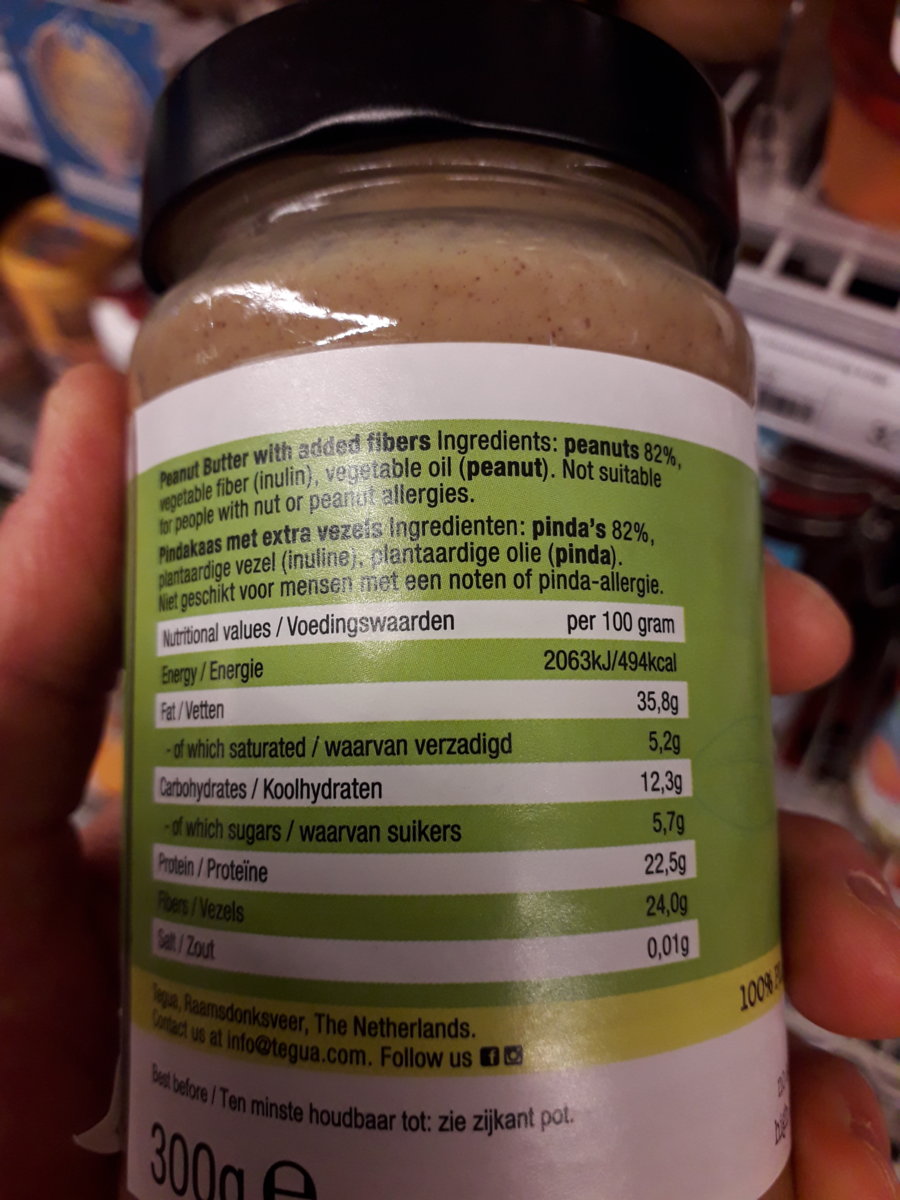 Peanut Butter with added fibers Ingredients: peanuts 82%,
vegetable fiber (inulin), vegetable oil (peanut). Not suitable
for people with nut or peanut allergies.
Pindakaas met extra vezels Ingredienten: pinda's 82%,
plantaardige vezel (inuline), plantaardige olie (pinda).
Niet geschikt voor mensen met een noten of pinda-allergie.
Nutritional values / Voedingswaarden per 100 gram
Energy / Energie 2063kJ/494kcal
Fat / Vetten 35,8g
- of which saturated / waarvan verzadigd 5,2g
Carbohydrates / Koolhydraten 12,3g
- of which sugars / waarvan suikers 5,7g
Protein / Proteïne 22,5g
Fibers / Vezels 24,0g
Salt / Zout 0,01g
Tegua, Raamsdonksveer, The Netherlands.
Contact us at info@tegua.com. Follow us
100%
Best before / Ten minste houdbaar tot: zie zijkant pot.
300g e